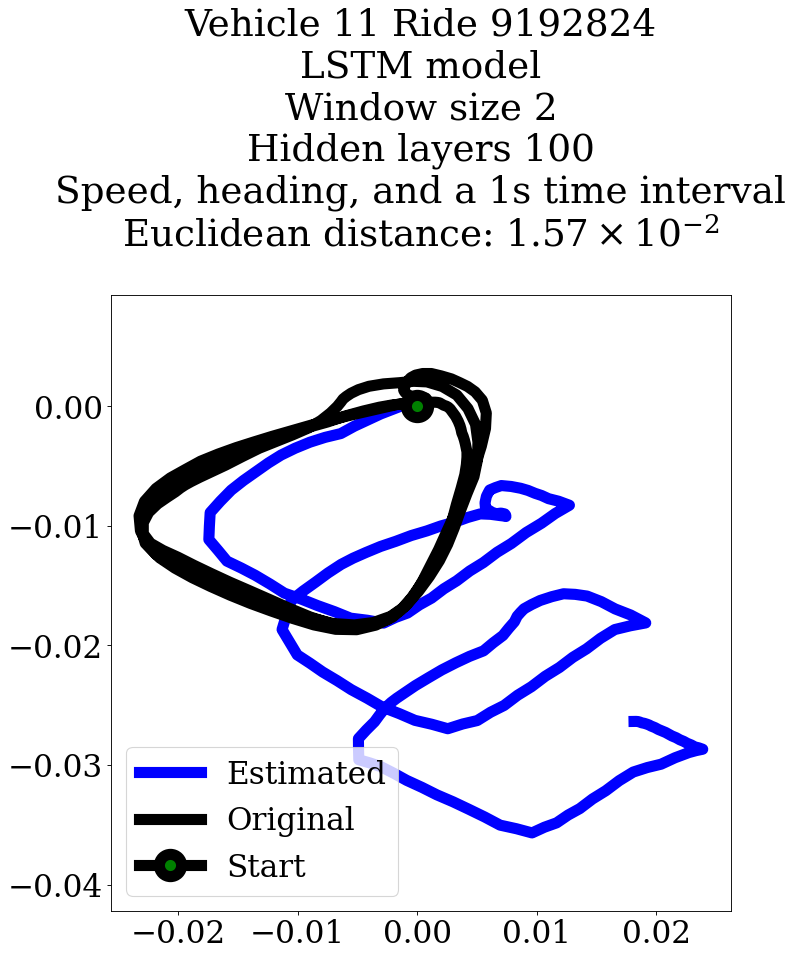 Vehicle 11 Ride 9192824
LSTM model
Window size 2
Hidden layers 100
Speed, heading, and a 1s time interval
Euclidean distance: 1.57 × 10⁻²
0.00
−0.01
−0.02
−0.03
−0.04
Estimated
Original
Start
−0.02 −0.01 0.00 0.01 0.02